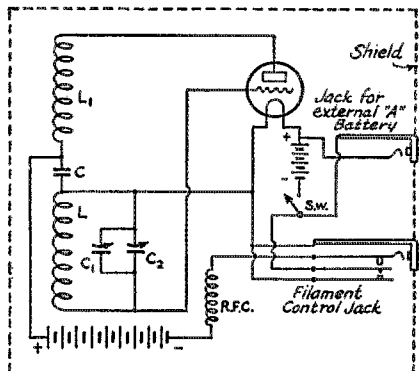 Shield
L1
Jack for
external "A"
Battery
+
C
-
S.W.
L
C1
C2
R.F.C.
Filament
Control Jack
+
-